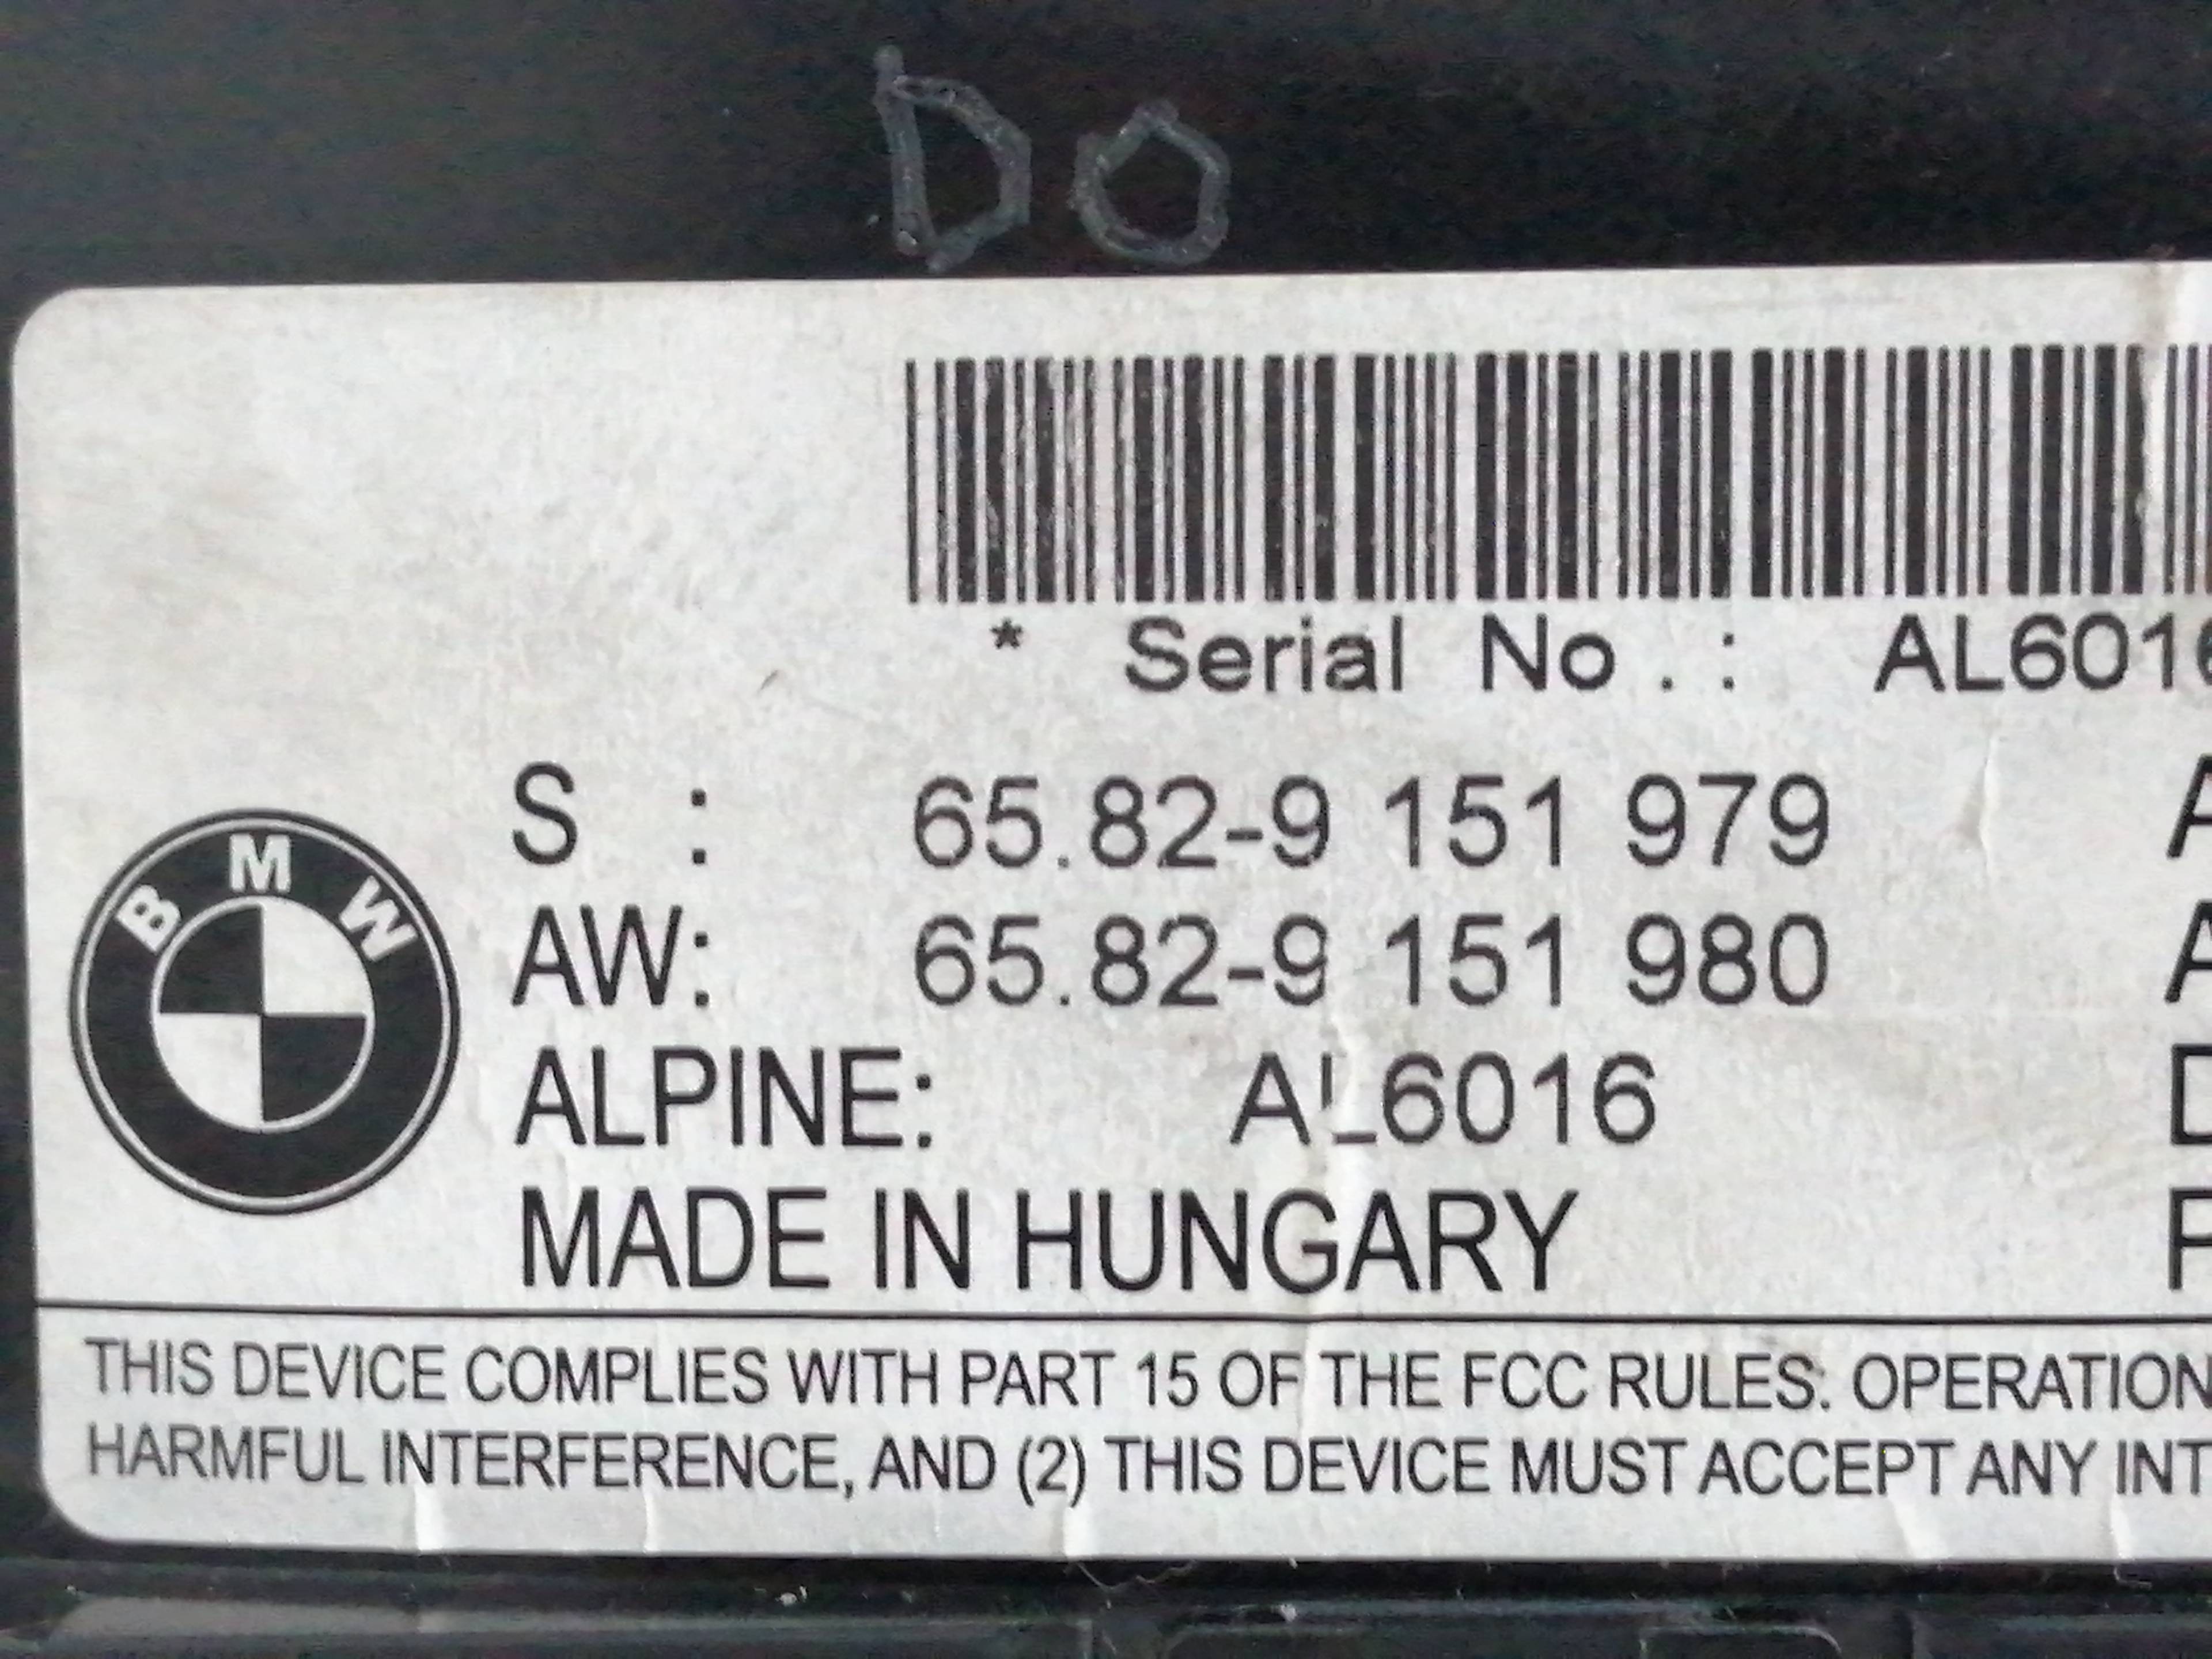 DO
* Serial No.: AL6016
S : 65.82-9 151 979 A
AW: 65.82-9 151 980 A
BMW
ALPINE: AL6016 D
MADE IN HUNGARY
THIS DEVICE COMPLIES WITH PART 15 OF THE FCC RULES: OPERATION
HARMFUL INTERFERENCE, AND (2) THIS DEVICE MUST ACCEPT ANY INT